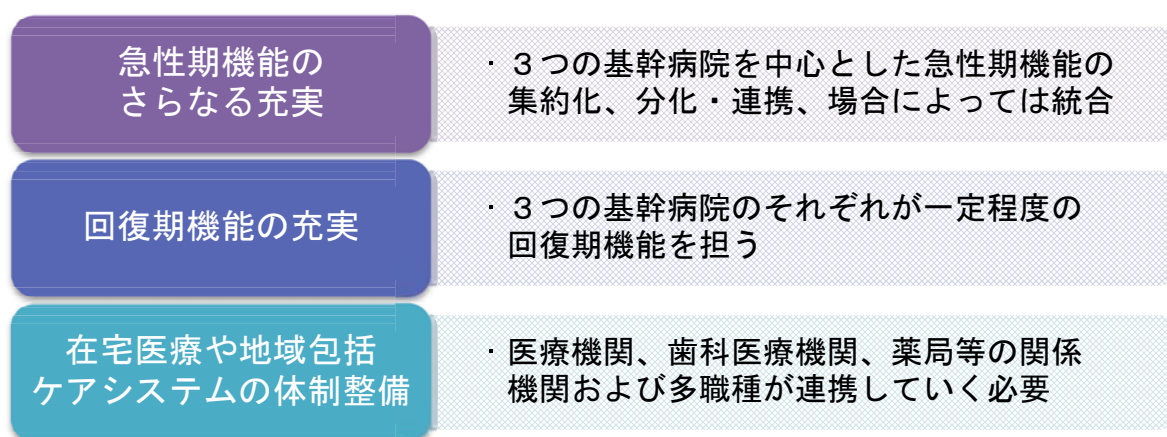 急性期機能の
さらなる充実
・３つの基幹病院を中心とした急性期機能の
集約化、分化・連携、場合によっては統合
回復期機能の充実
・３つの基幹病院のそれぞれが一定程度の
回復期機能を担う
在宅医療や地域包括
ケアシステムの体制整備
・医療機関、歯科医療機関、薬局等の関係
機関および多職種が連携していく必要